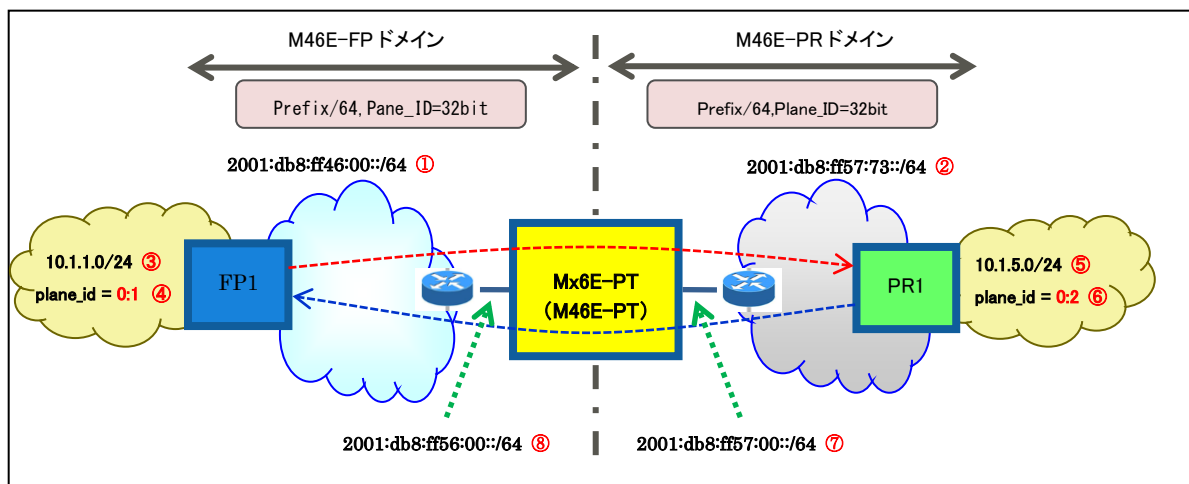 M46E-FPドメイン
M46E-PRドメイン
Prefix/64,Pane_ID=32bit
Prefix/64,Plane_ID=32bit
2001:db8:ff46:00::/64 ①
2001:db8:ff57:73::/64 ②
10.1.1.0/24 ③
plane_id = 0:1 ④
FP1
Mx6E-PT
(M46E-PT)
PR1
10.1.5.0/24 ⑤
plane_id = 0:2 ⑥
2001:db8:ff56:00::/64 ⑧
2001:db8:ff57:00::/64 ⑦